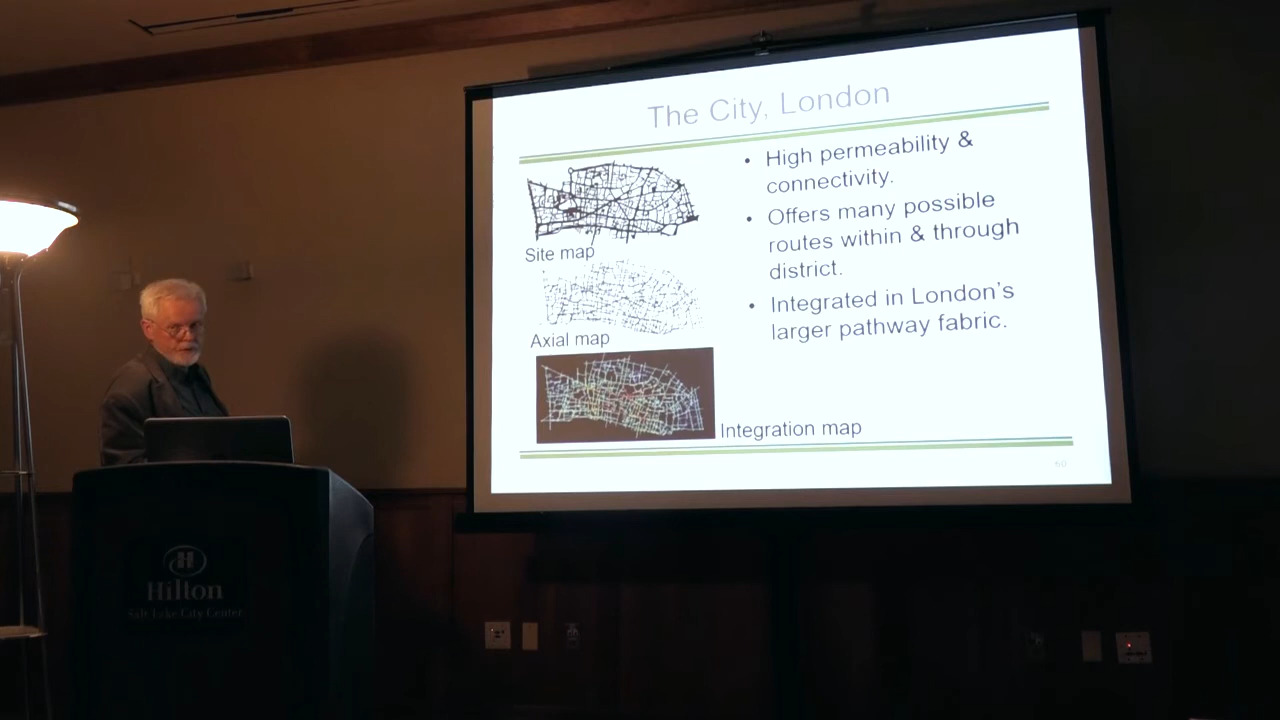 The City, London
Site map
Axial map
Integration map
• High permeability &
connectivity.
• Offers many possible
routes within & through
district.
• Integrated in London's
larger pathway fabric.
60
H
Hilton
Salt Lake City Center